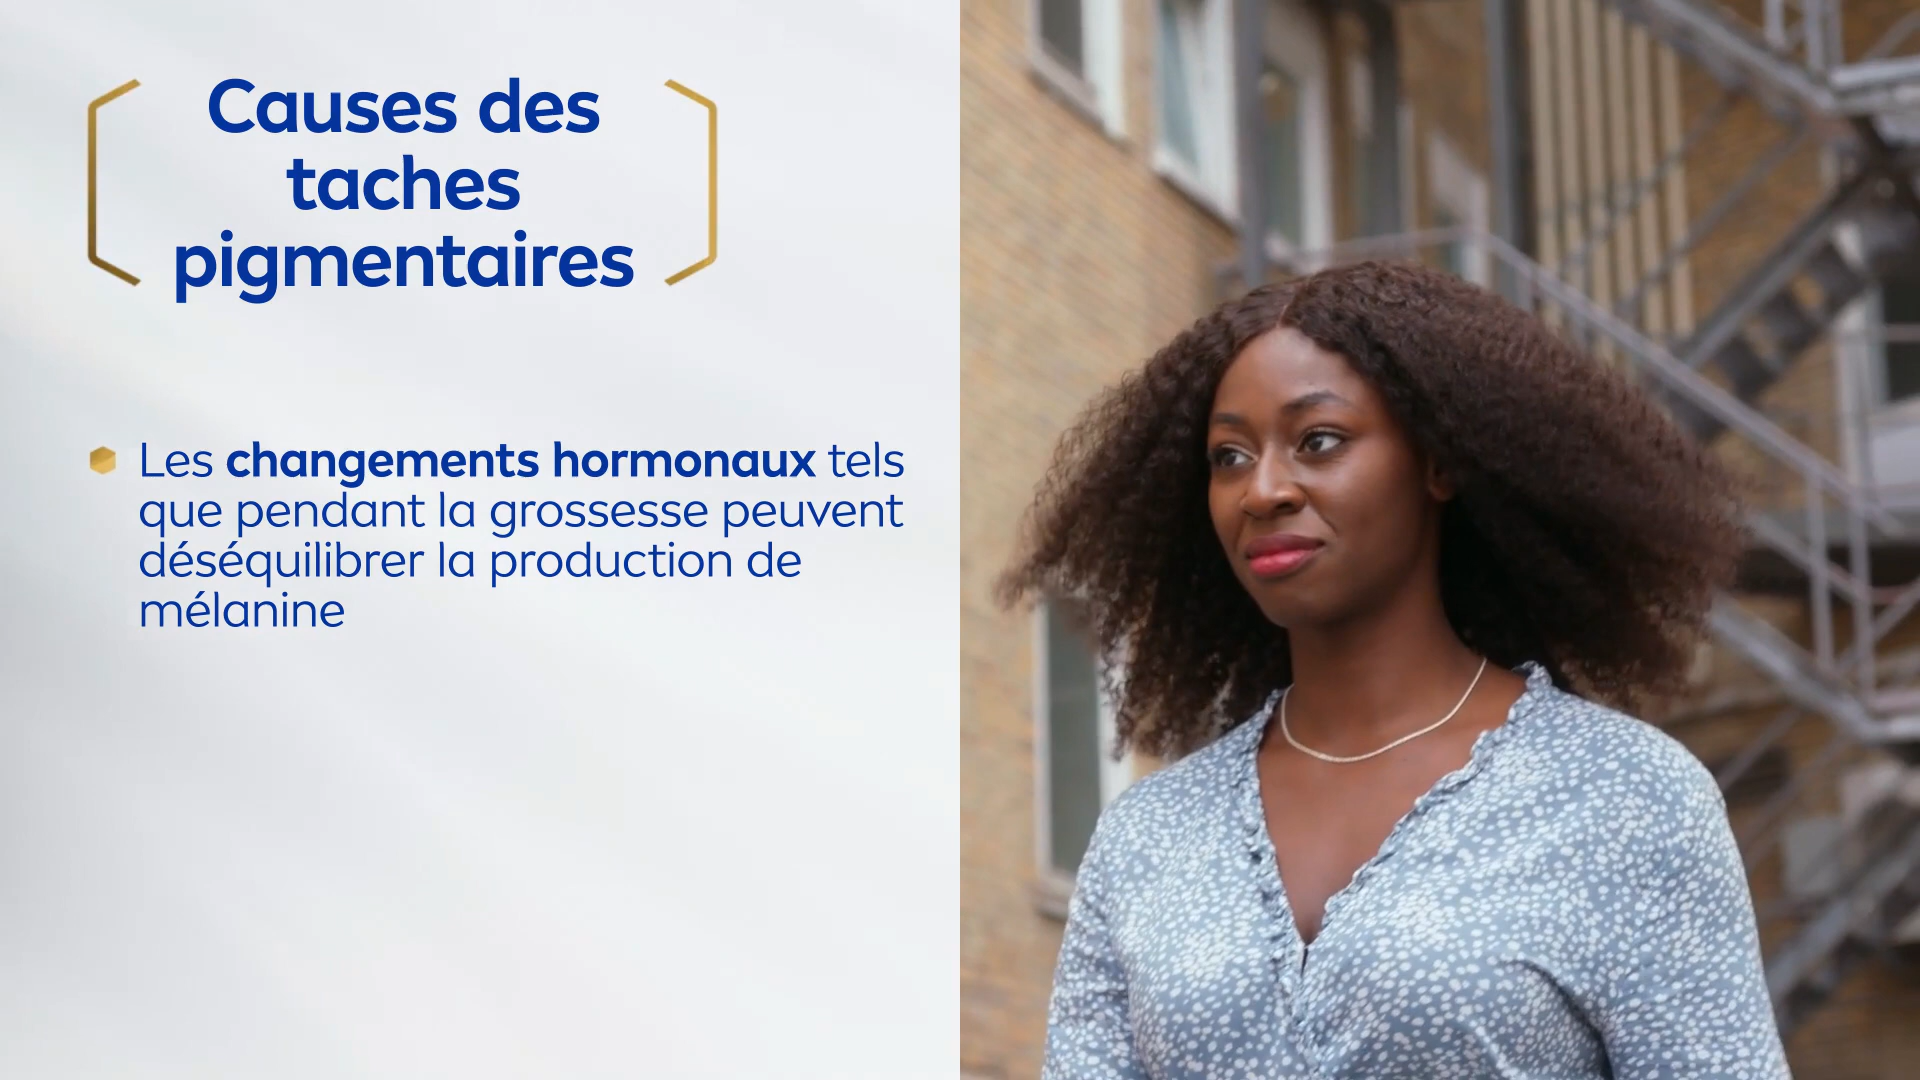 Causes des
taches
pigmentaires
Les changements hormonaux tels
que pendant la grossesse peuvent
déséquilibrer la production de
mélanine